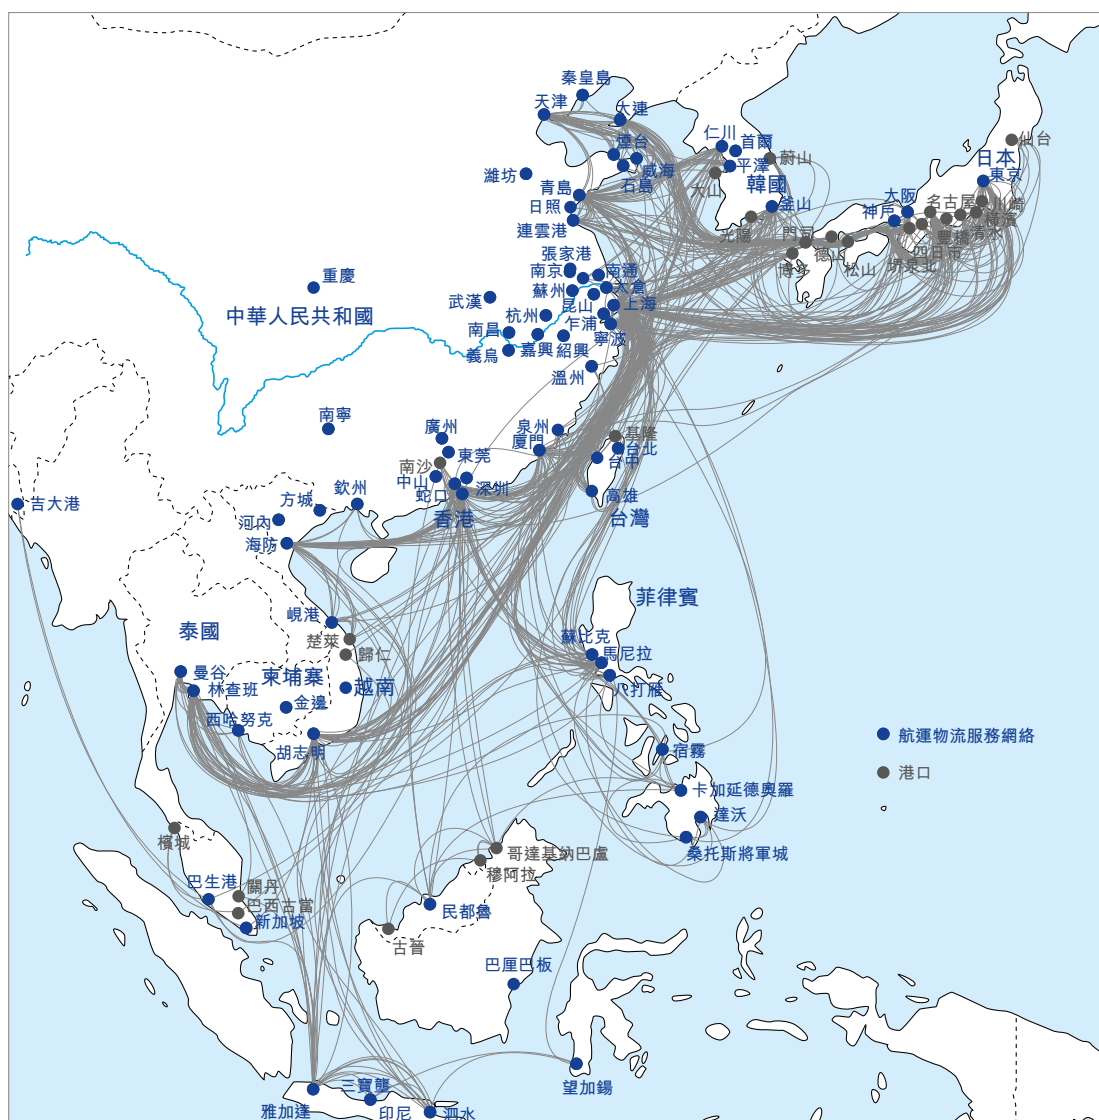 秦皇島
天津
大連
煙台
威海
石島
濰坊
青島
日照
連雲港
仁川
首爾
平澤
蔚山
大山
韓國
釜山
光陽
仙台
日本
東京
大阪
神戶
名古屋
川崎
橫濱
清水
豐橋
四日市
堺泉北
門司
德山
松山
博多
張家港
南京
南通
蘇州
太倉
昆山
上海
杭州
乍浦
寧波
武漢
南昌
嘉興
紹興
義烏
溫州
重慶
中華人民共和國
南寧
廣州
泉州
廈門
東莞
南沙
中山
蛇口
深圳
香港
基隆
台北
台中
高雄
台灣
吉大港
欽州
方城
河內
海防
峴港
楚萊
歸仁
泰國
曼谷
林查班
柬埔寨
越南
金邊
西哈努克
胡志明
菲律賓
蘇比克
馬尼拉
八打雁
宿霧
卡加延德奧羅
達沃
桑托斯將軍城
航運物流服務網絡
港口
檳城
巴生港
關丹
巴西古當
新加坡
哥達基納巴盧
穆阿拉
民都魯
古晉
巴厘巴板
望加錫
雅加達
三寶壟
印尼
泗水